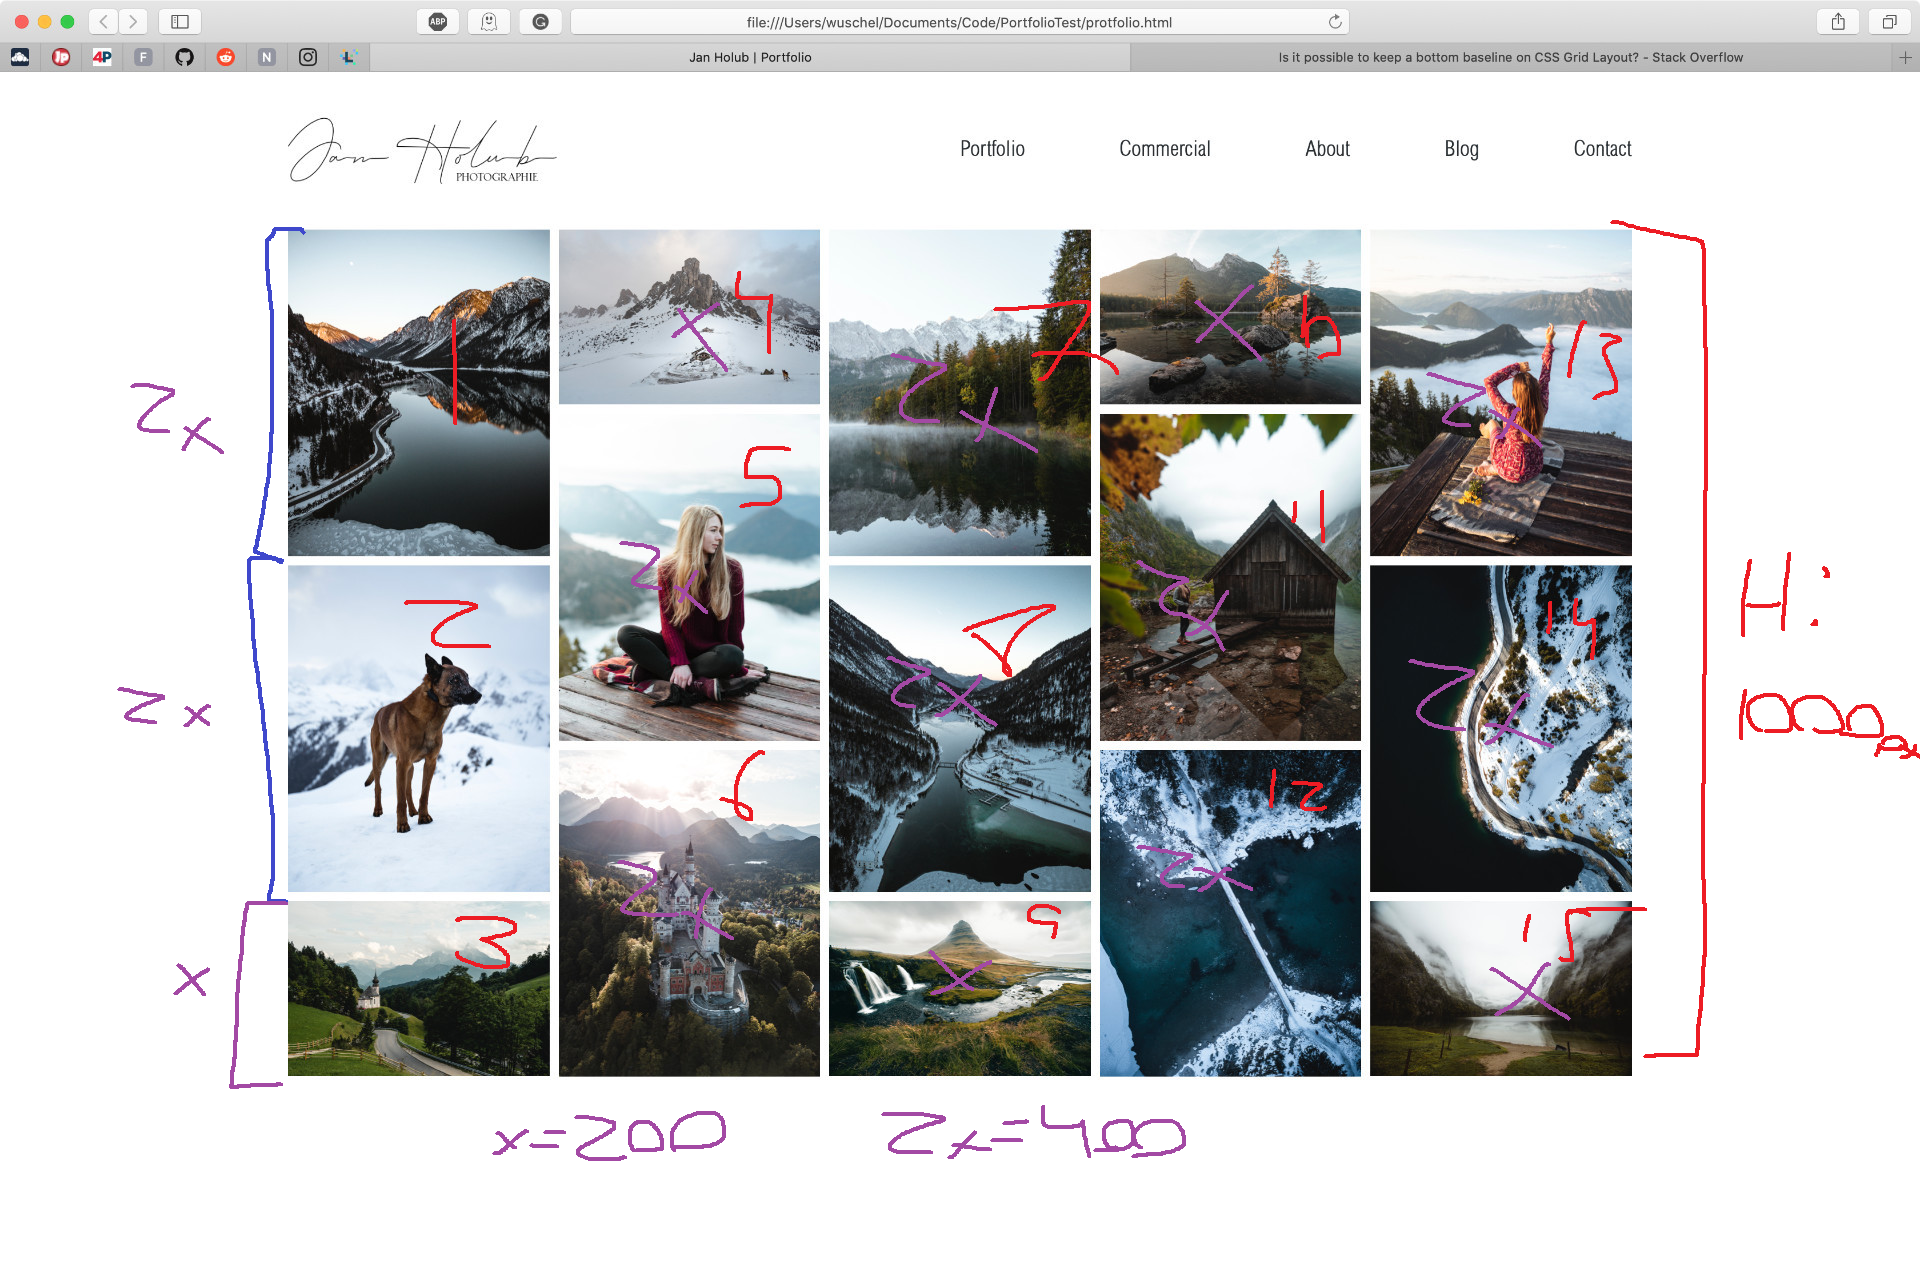 file:///Users/wuschel/Documents/Code/PortfolioTest/protfolio.html
ABP
G
JP
4P
F
N
L
Jan Holub | Portfolio
Is it possible to keep a bottom baseline on CSS Grid Layout? - Stack Overflow
Jan Holub
PHOTOGRAPHIE
Portfolio
Commercial
About
Blog
Contact
1
4
x
7
2x
x
13
2x
2x
5
2x
11
2x
H:
1000px
2
8
2x
14
2x
2x
6
2x
12
2x
3
9
x
15
x
x
x=200
2x=400